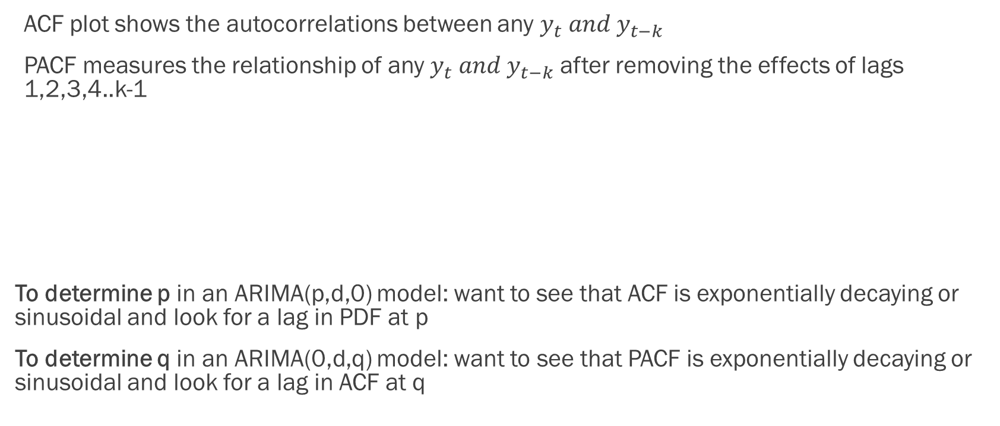 ACF plot shows the autocorrelations between any y_t and y_{t−k}
PACF measures the relationship of any y_t and y_{t−k} after removing the effects of lags
1,2,3,4..k-1
To determine p in an ARIMA(p,d,0) model: want to see that ACF is exponentially decaying or
sinusoidal and look for a lag in PDF at p
To determine q in an ARIMA(0,d,q) model: want to see that PACF is exponentially decaying or
sinusoidal and look for a lag in ACF at q